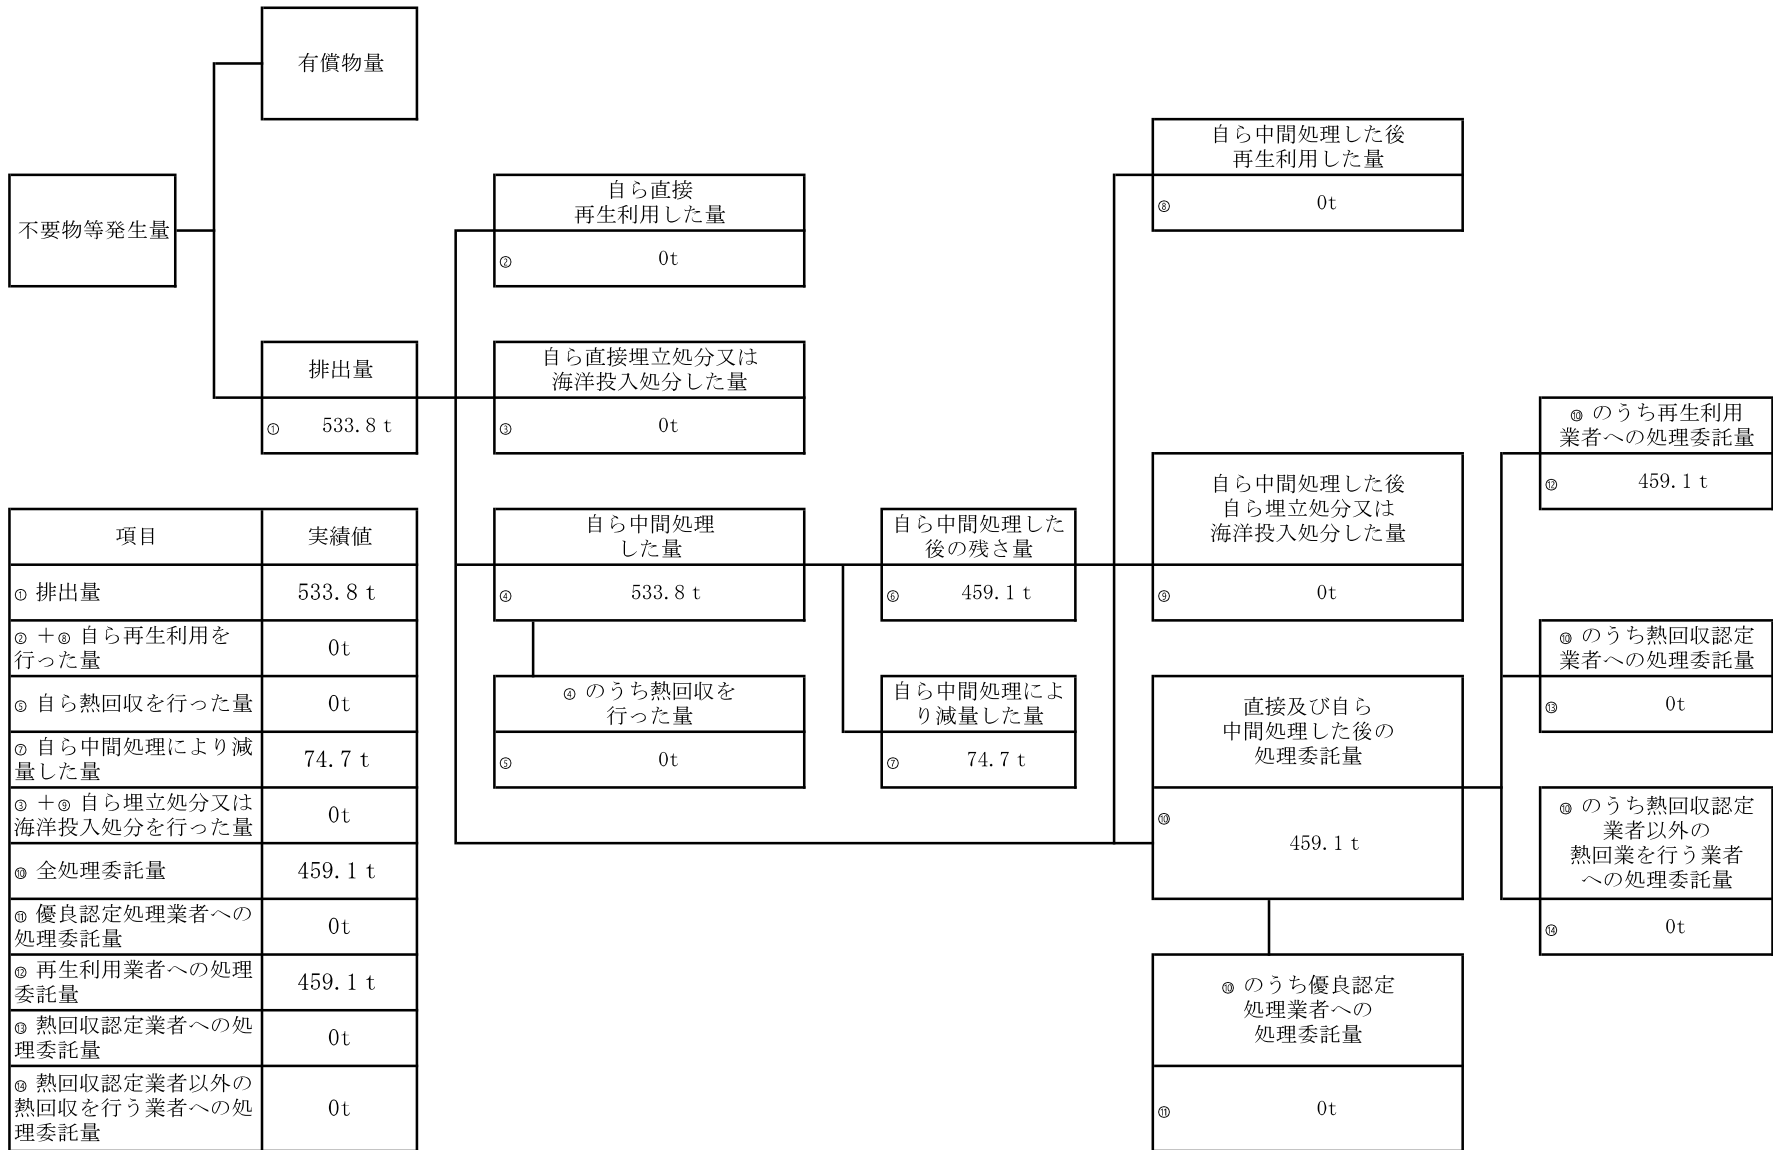 有償物量
不要物等発生量
排出量
① 533.8 t
自ら直接
再生利用した量
② 0t
自ら直接埋立処分又は
海洋投入処分した量
③ 0t
自ら中間処理
した量
④ 533.8 t
④ のうち熱回収を
行った量
⑤ 0t
自ら中間処理した
後の残さ量
⑥ 459.1 t
自ら中間処理によ
り減量した量
⑦ 74.7 t
自ら中間処理した後
再生利用した量
⑧ 0t
自ら中間処理した後
自ら埋立処分又は
海洋投入処分した量
⑨ 0t
直接及び自ら
中間処理した後の
処理委託量
⑩
459.1 t
⑩ のうち優良認定
処理業者への
処理委託量
⑪ 0t
⑩ のうち再生利用
業者への処理委託量
⑫ 459.1 t
⑩ のうち熱回収認定
業者への処理委託量
⑬ 0t
⑩ のうち熱回収認定
業者以外の
熱回業を行う業者
への処理委託量
⑭ 0t
項目 実績値
① 排出量 533.8 t
② +⑧ 自ら再生利用を
行った量 0t
⑤ 自ら熱回収を行った量 0t
⑦ 自ら中間処理により減
量した量 74.7 t
③ +⑨ 自ら埋立処分又は
海洋投入処分を行った量 0t
⑩ 全処理委託量 459.1 t
⑪ 優良認定処理業者への
処理委託量 0t
⑫ 再生利用業者への処理
委託量 459.1 t
⑬ 熱回収認定業者への処
理委託量 0t
⑭ 熱回収認定業者以外の
熱回収を行う業者への処
理委託量 0t